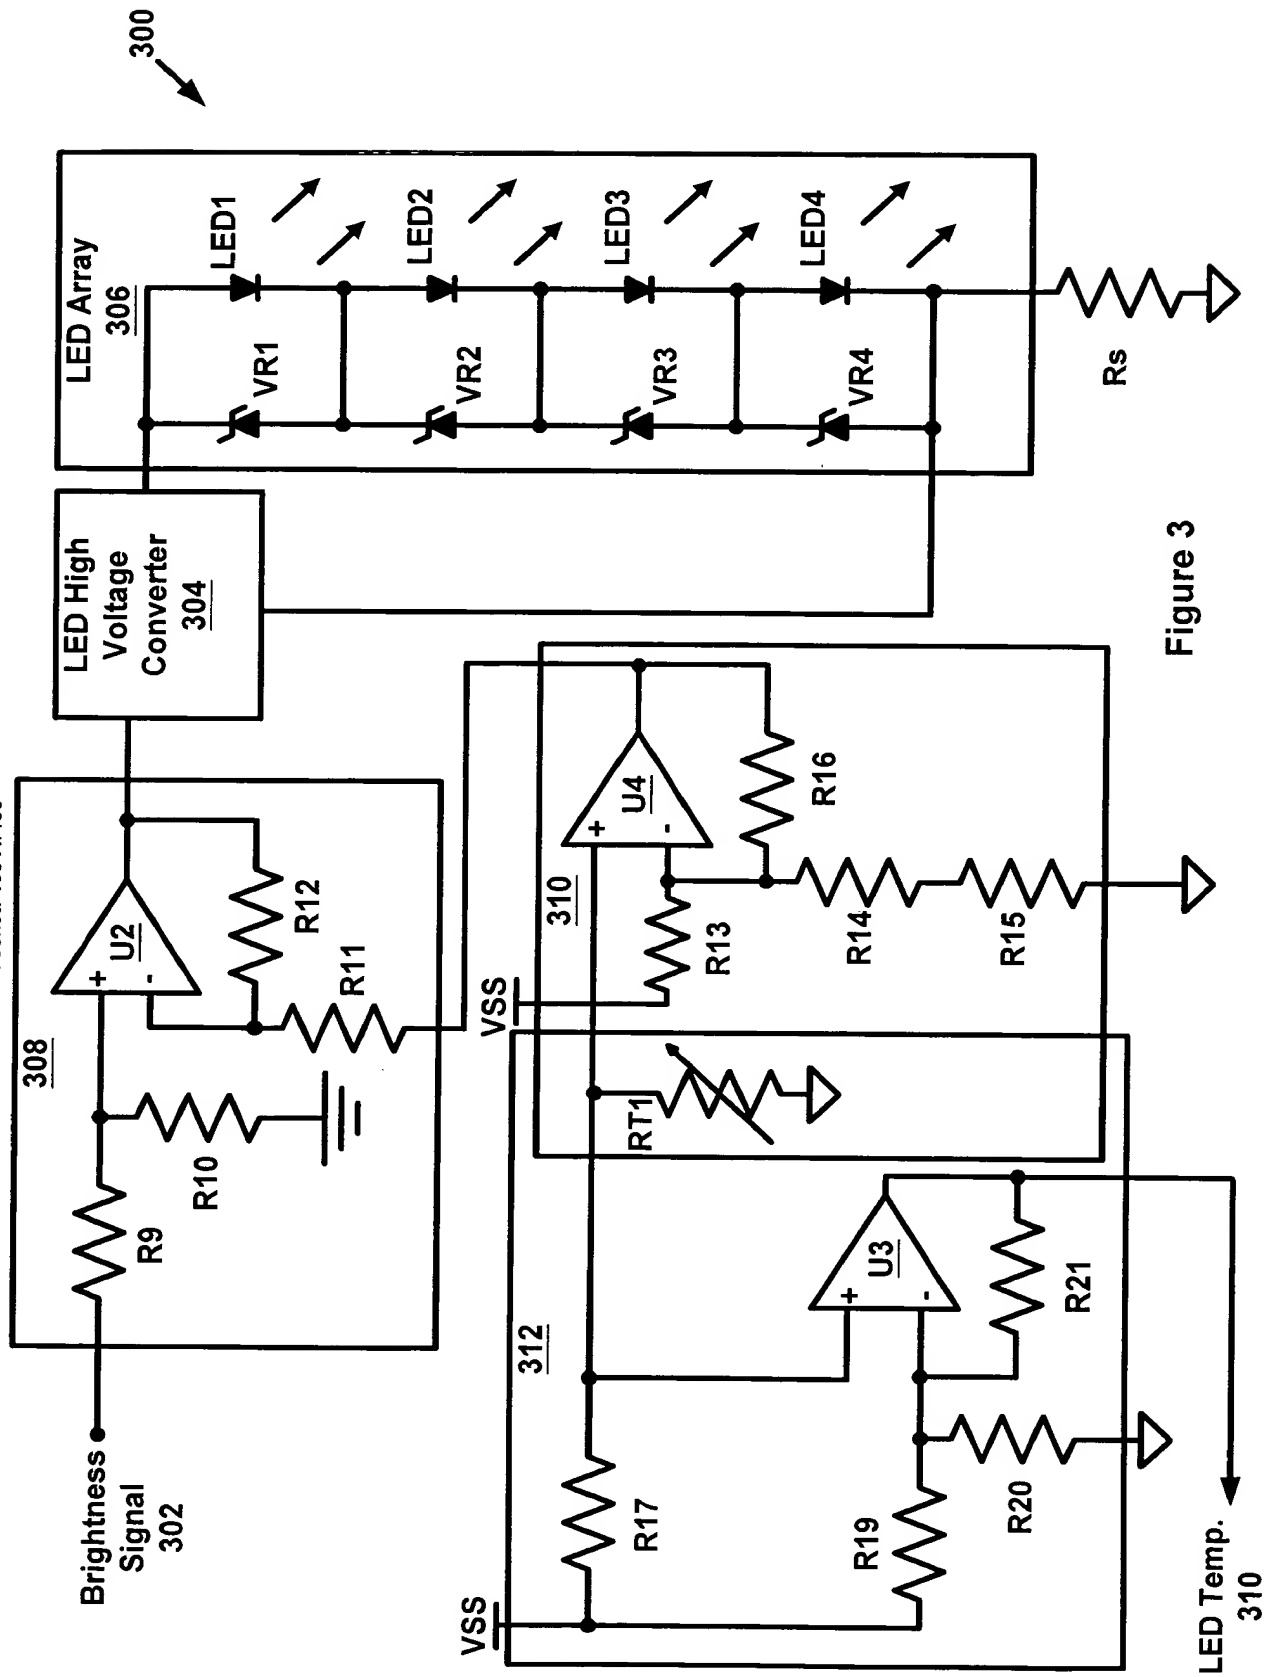 300
LED Array
306
LED1
LED2
LED3
LED4
VR1
VR2
VR3
VR4
Rs
LED High
Voltage
Converter
304
308
U2
+
-
R12
R11
R10
R9
Brightness
Signal
302
310
U4
+
-
R16
R13
R14
R15
VSS
RT1
312
U3
+
-
R21
R17
R19
R20
VSS
LED Temp.
310
Figure 3